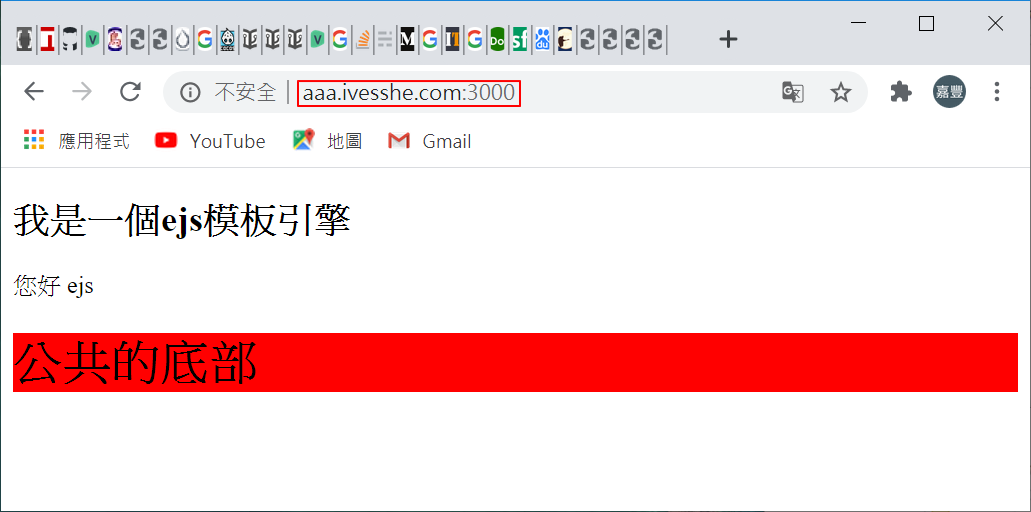 不安全 | aaa.ivesshe.com:3000
嘉豐
應用程式 YouTube 地圖 Gmail
我是一個ejs模板引擎
您好 ejs
公共的底部